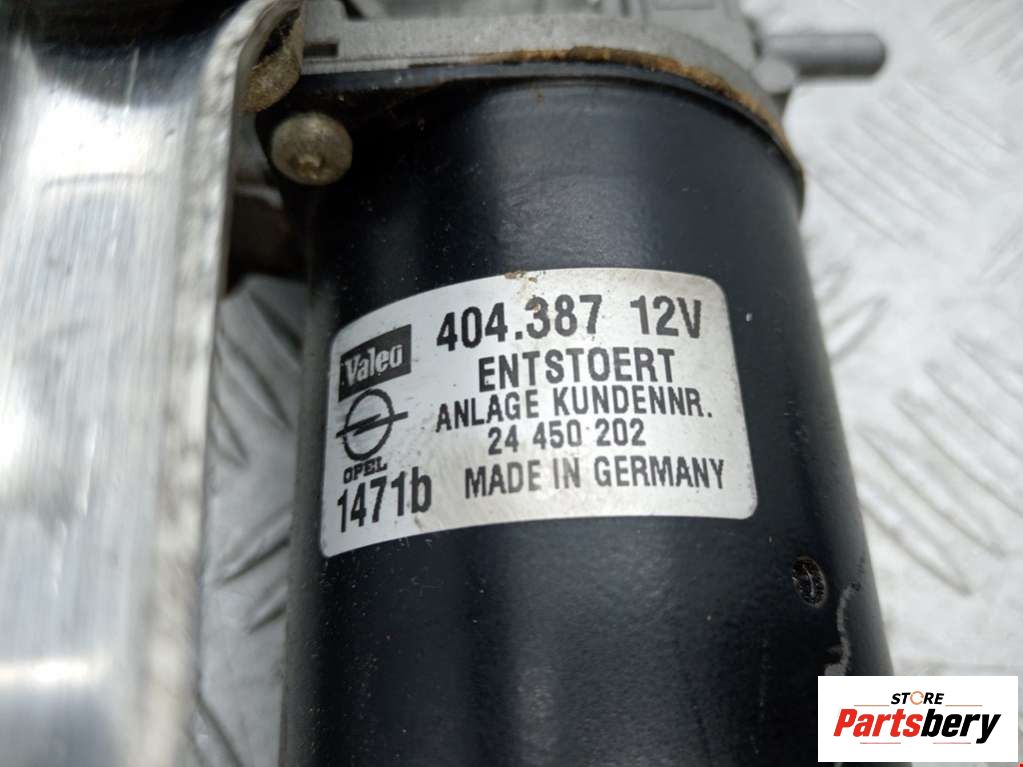 404.387 12V
Valeo
ENTSTOERT
ANLAGE KUNDENNR.
24 450 202
OPEL
1471b
MADE IN GERMANY
STORE
Partsbery